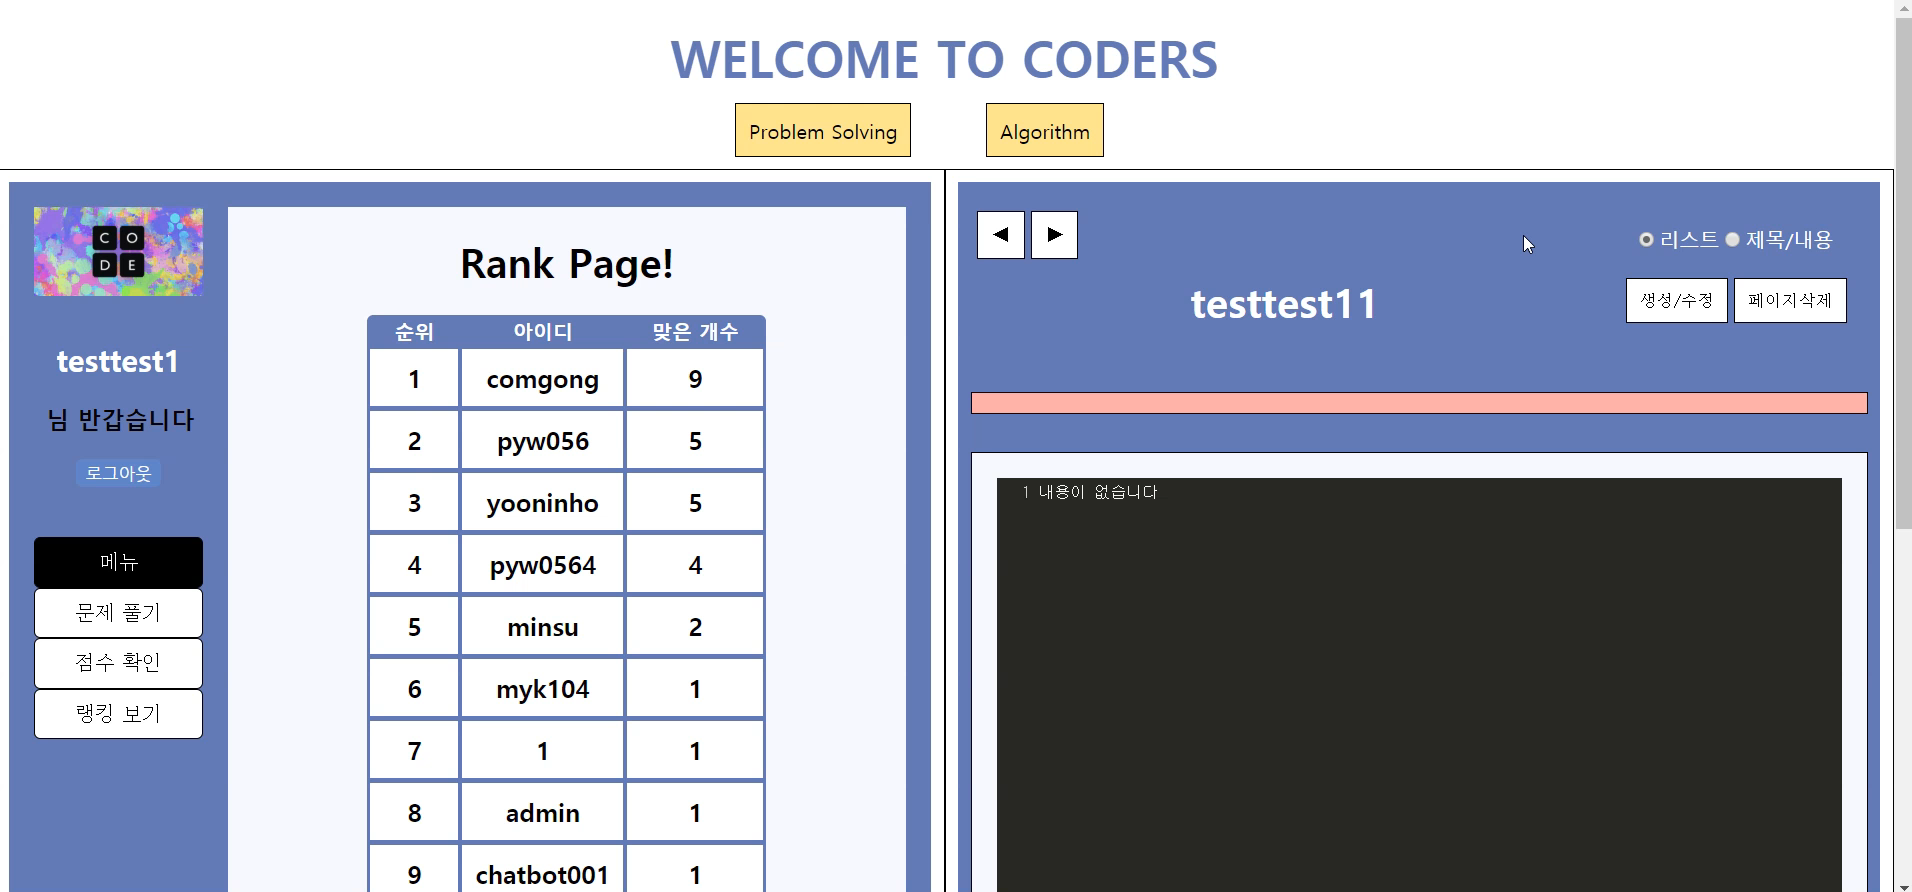 WELCOME TO CODERS
Problem Solving
Algorithm
C O
D E
testtest1
님 반갑습니다
로그아웃
메뉴
문제 풀기
점수 확인
랭킹 보기
Rank Page!
순위 아이디 맞은 개수
1 comgong 9
2 pyw056 5
3 yooninho 5
4 pyw0564 4
5 minsu 2
6 myk104 1
7 1 1
8 admin 1
9 chatbot001 1
◀ ▶
리스트 제목/내용
생성/수정 페이지삭제
testtest11
1 내용이 없습니다